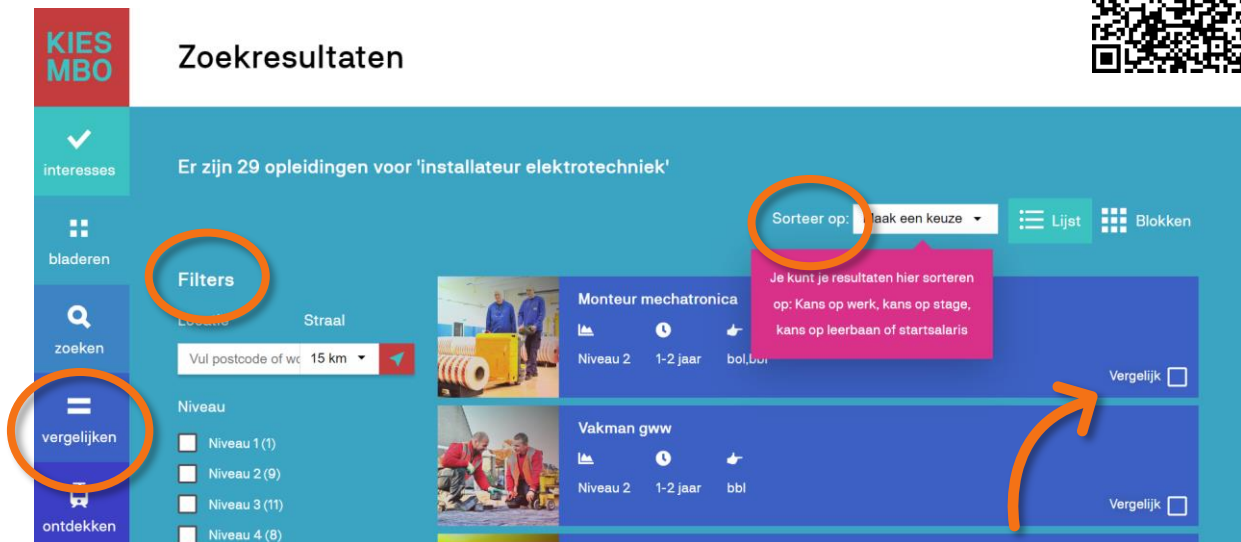 KIES
MBO
Zoekresultaten
interesses
bladeren
zoeken
vergelijken
ontdekken
Er zijn 29 opleidingen voor 'installateur elektrotechniek'
Sorteer op: Maak een keuze
Lijst
Blokken
Je kunt je resultaten hier sorteren
op: Kans op werk, kans op stage,
kans op leerbaan of startsalaris
Filters
Locatie Straal
Vul postcode of wo 15 km
Niveau
Niveau 1 (1)
Niveau 2 (9)
Niveau 3 (11)
Niveau 4 (8)
Monteur mechatronica
Niveau 2 1-2 jaar bol,bbl
Vergelijk
Vakman gww
Niveau 2 1-2 jaar bbl
Vergelijk